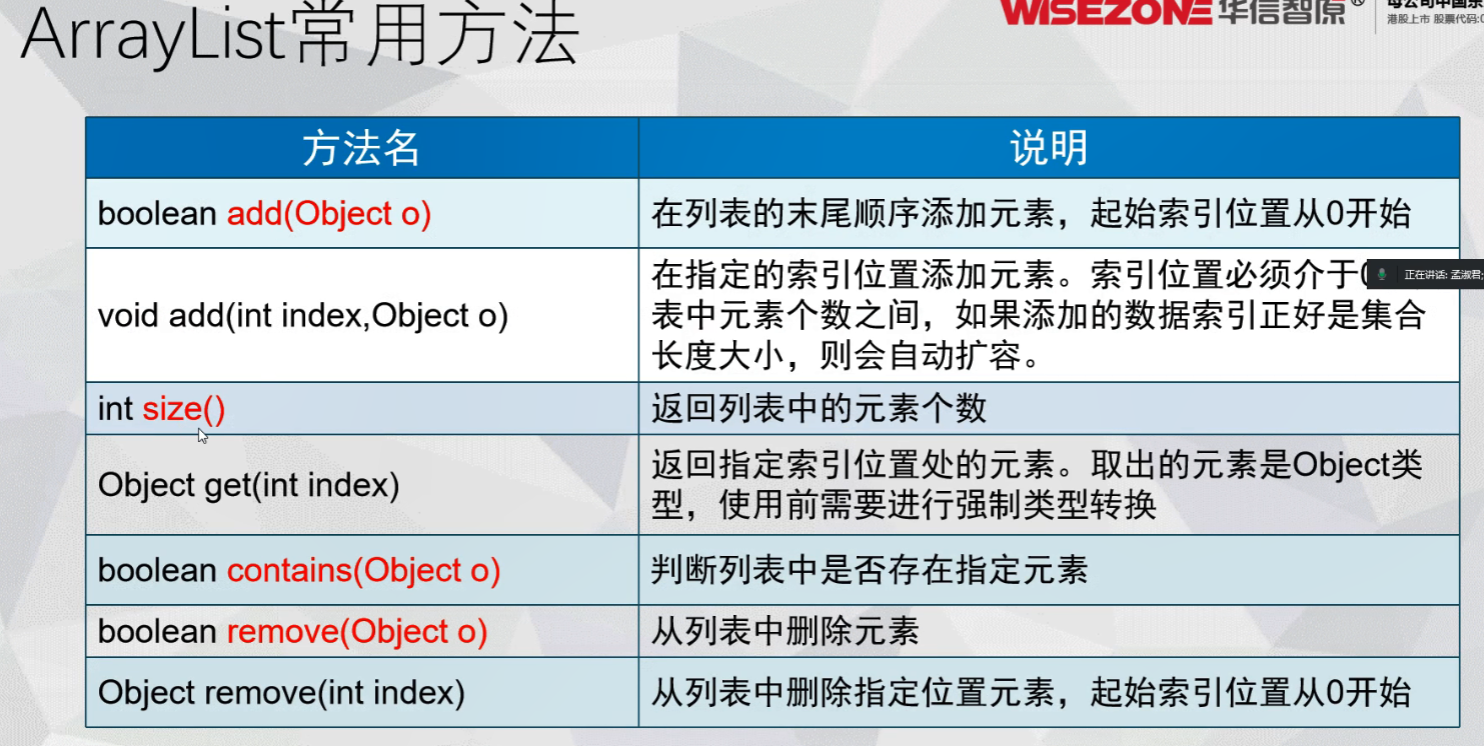 ArrayList常用方法
WISEZONE 华信智原®
母公司中国东
港股上市 股票代码:0
方法名
说明
boolean add(Object o)
在列表的末尾顺序添加元素，起始索引位置从0开始
void add(int index,Object o)
在指定的索引位置添加元素。索引位置必须介于
表中元素个数之间，如果添加的数据索引正好是集合
长度大小，则会自动扩容。
正在讲话: 孟淑君;
int size()
返回列表中的元素个数
Object get(int index)
返回指定索引位置处的元素。取出的元素是Object类
型，使用前需要进行强制类型转换
boolean contains(Object o)
判断列表中是否存在指定元素
boolean remove(Object o)
从列表中删除元素
Object remove(int index)
从列表中删除指定位置元素，起始索引位置从0开始